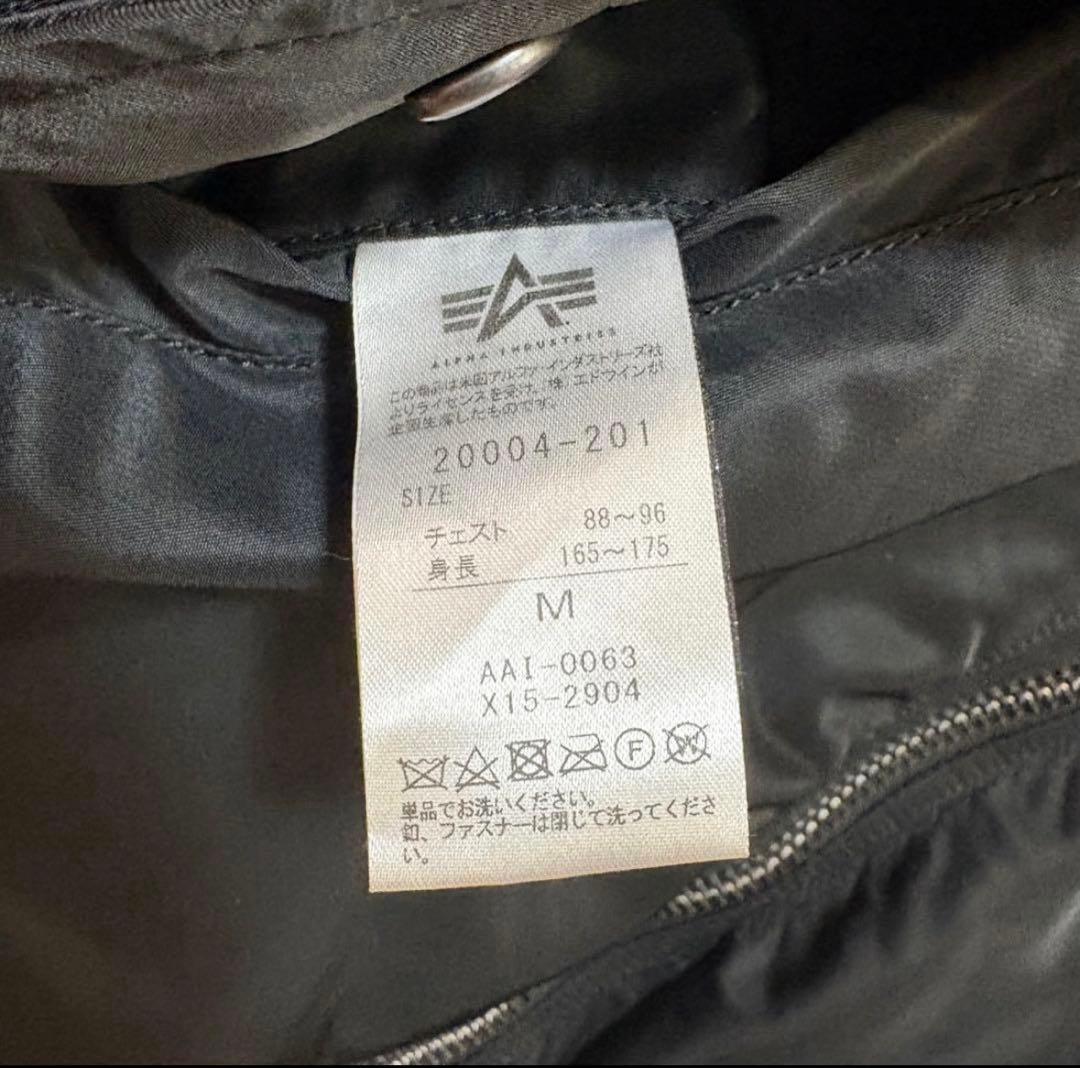 ALPHA INDUSTRIES
この商品は米国アルファ インダストリーズ社
よりライセンスを受け、㈱ エドウインが
企画生産したものです。
20004-201
SIZE
チェスト 88～96
身長 165～175
M
AAI-0063
X15-2904
F W
単品でお洗いください。
釦、ファスナーは閉じて洗ってくださ
い。